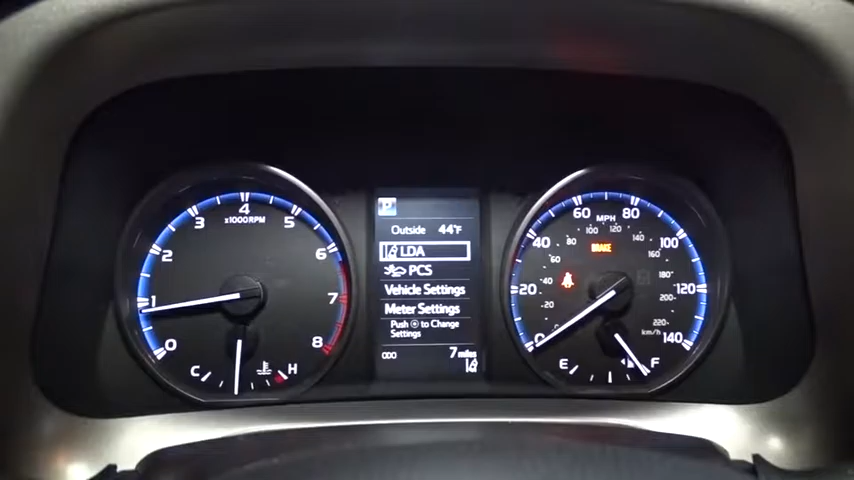 0
1
2
3
4
5
6
7
8
x1000RPM
C
H
P
Outside 44°F
LDA
PCS
Vehicle Settings
Meter Settings
Push to Change
Settings
ODO 7 miles
0
20
40
60
80
100
120
140
MPH
20
40
60
80
100
120
140
160
180
200
220
km/h
BRAKE
E
F